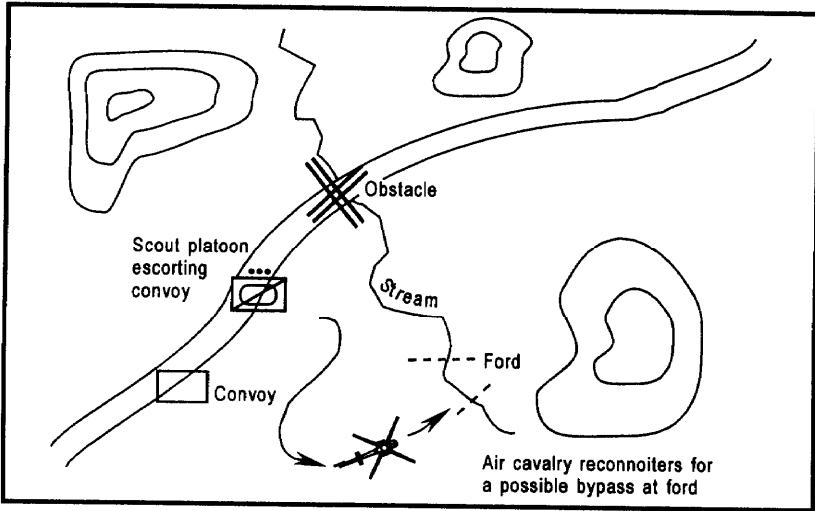 Obstacle
Scout platoon
escorting
convoy
Stream
Ford
Convoy
Air cavalry reconnoiters for
a possible bypass at ford